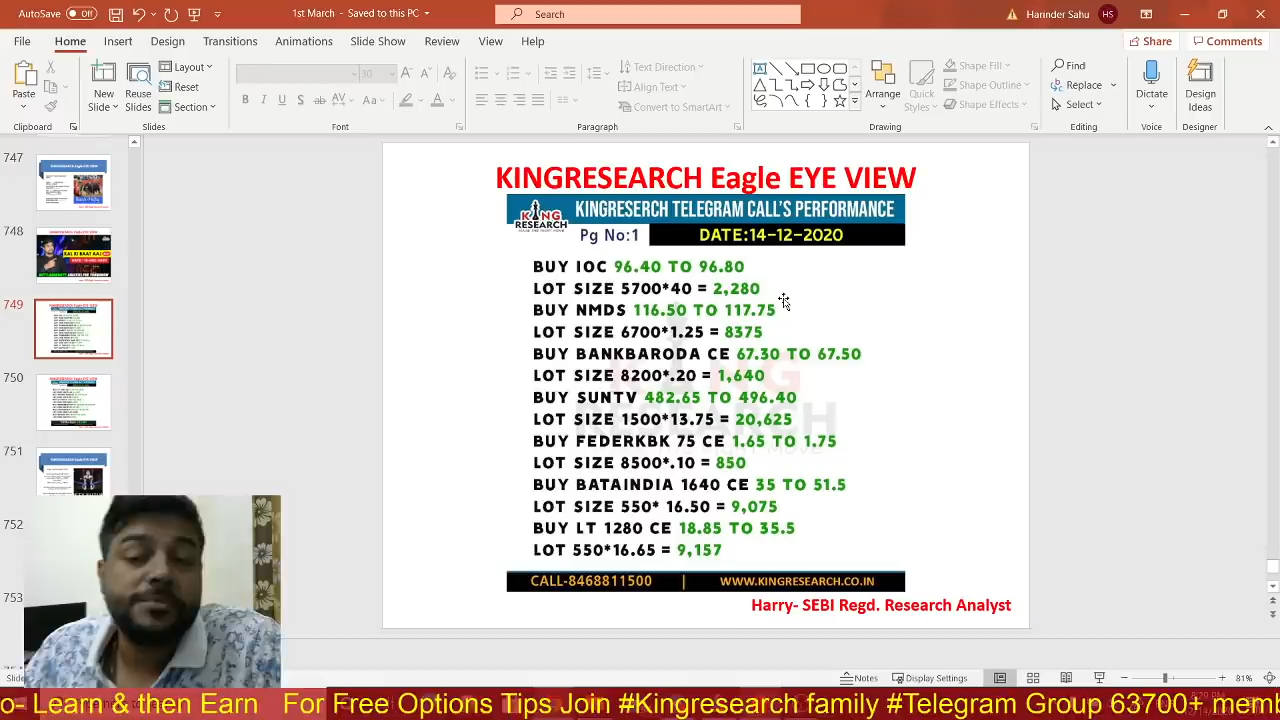 1st March - PowerPoint
Search
Harinder Kumar
File Home Insert Design Transitions Animations Slide Show Review View Help Share Comments
Paste New Slide Reuse Slides Layout Reset Section
30
Text Direction
Align Text
Convert to SmartArt
Arrange Quick Styles Shape Fill Shape Outline Shape Effects
Find Replace Select
Dictate Design Ideas
Clipboard Slides Font Paragraph Drawing Editing Voice Designer
747
748
749
751
752
KINGRESEARCH Eagle EYE VIEW
KING RESEARCH
KINGRESERCH TELEGRAM CALL'S PERFORMANCE
Pg No:1 DATE:14-12-2020
BUY IOC 96.40 TO 96.80
LOT SIZE 5700*40 = 2,280
BUY NMDS 116.50 TO 117.75
LOT SIZE 6700*1.25 = 8375
BUY BANKBARODA CE 67.30 TO 67.50
LOT SIZE 8200*.20 = 1,640
BUY SUNTV 482.65 TO 496.40
LOT SIZE 1500*13.75 = 20,625
BUY FEDERKBK 75 CE 1.65 TO 1.75
LOT SIZE 8500*.10 = 850
BUY BATAINDIA 1640 CE 35 TO 51.5
LOT SIZE 550* 16.50 = 9,075
BUY LT 1280 CE 18.85 TO 35.5
LOT 550*16.65 = 9,157
CALL-8468811500 | WWW.KINGRESEARCH.CO.IN
Harry- SEBI Regd. Research Analyst
Notes Display Settings 81%
o- Learn & then Earn For Free Options Tips Join #Kingresearch family #Telegram Group 63700+ memb